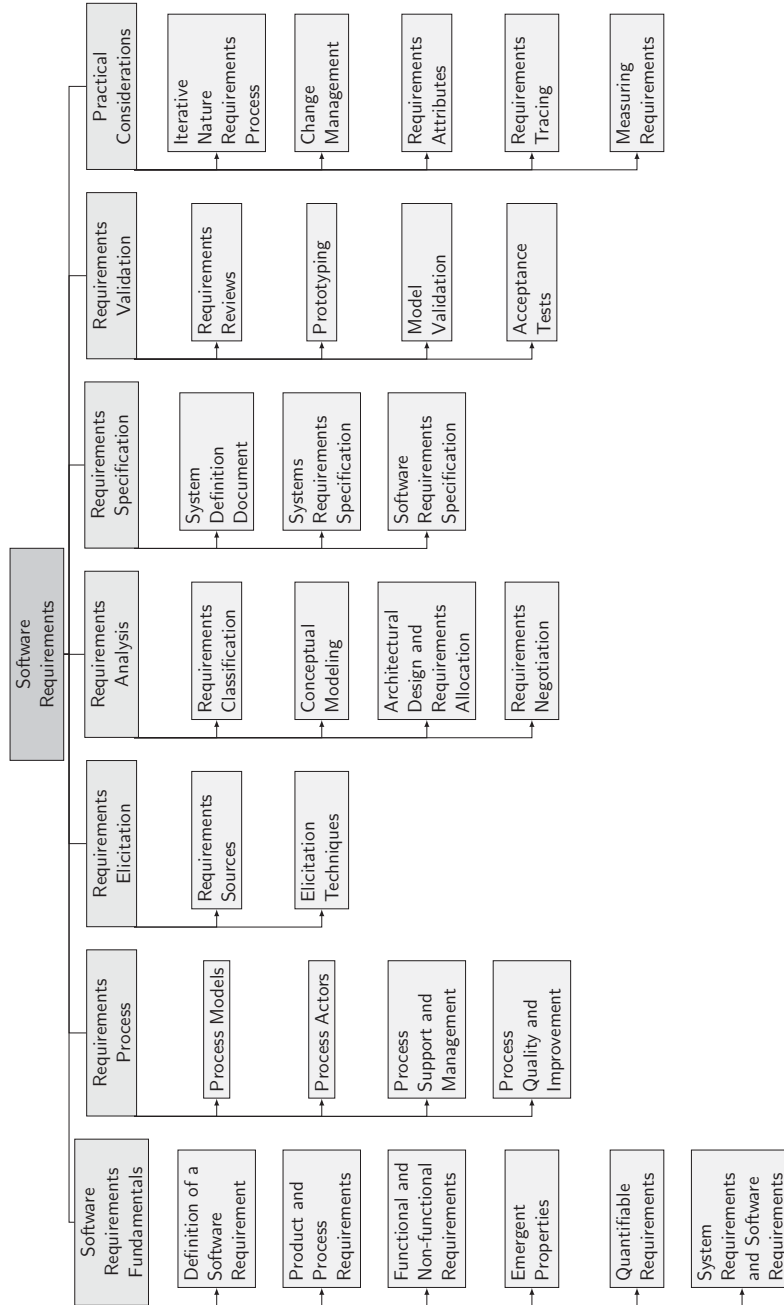 Software
Requirements
Software
Requirements
Fundamentals
Definition of a
Software
Requirement
Product and
Process
Requirements
Functional and
Non-functional
Requirements
Emergent
Properties
Quantifiable
Requirements
System
Requirements
and Software
Requirements
Requirements
Process
Process Models
Process Actors
Process
Support and
Management
Process
Quality and
Improvement
Requirements
Elicitation
Requirements
Sources
Elicitation
Techniques
Requirements
Analysis
Requirements
Classification
Conceptual
Modeling
Architectural
Design and
Requirements
Allocation
Requirements
Negotiation
Requirements
Specification
System
Definition
Document
Systems
Requirements
Specification
Software
Requirements
Specification
Requirements
Validation
Requirements
Reviews
Prototyping
Model
Validation
Acceptance
Tests
Practical
Considerations
Iterative
Nature
Requirements
Process
Change
Management
Requirements
Attributes
Requirements
Tracing
Measuring
Requirements